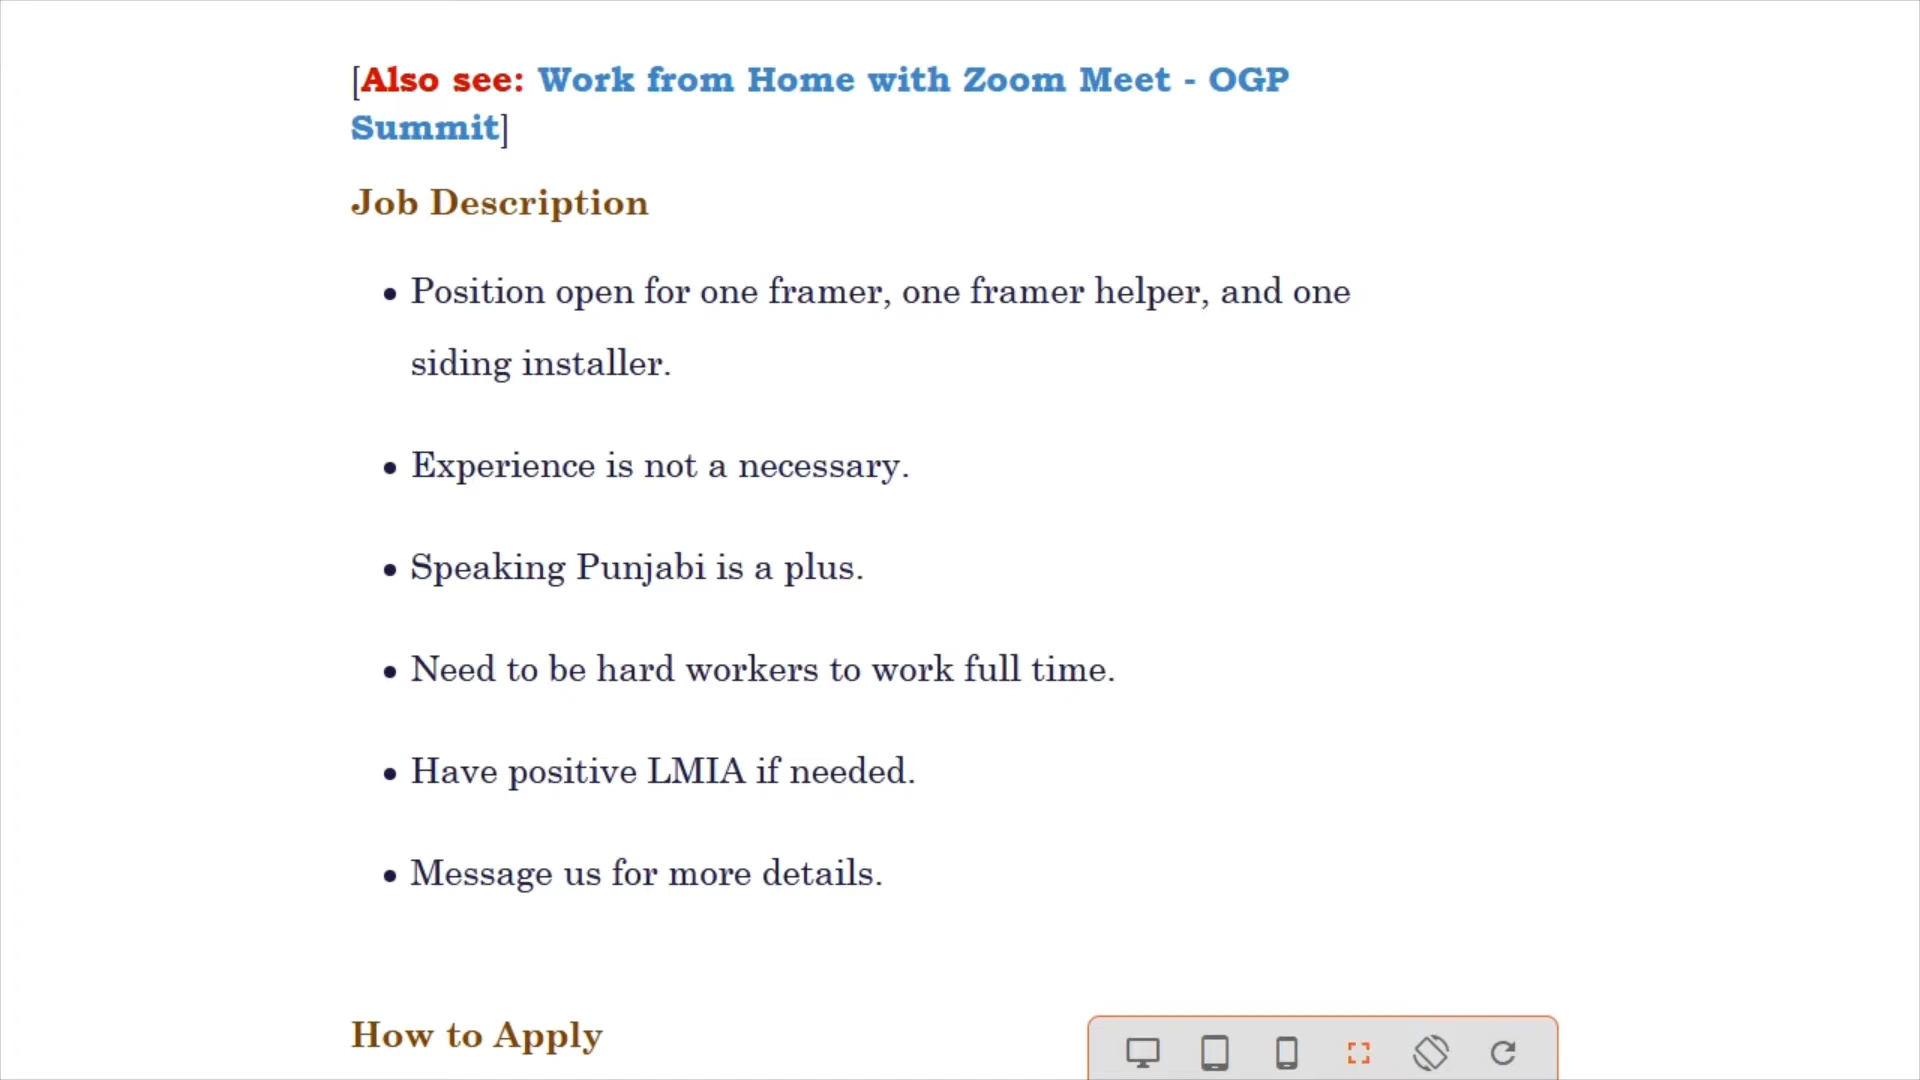 [Also see: Work from Home with Zoom Meet - OGP
Summit]
Job Description
• Position open for one framer, one framer helper, and one
siding installer.
• Experience is not a necessary.
• Speaking Punjabi is a plus.
• Need to be hard workers to work full time.
• Have positive LMIA if needed.
• Message us for more details.
How to Apply